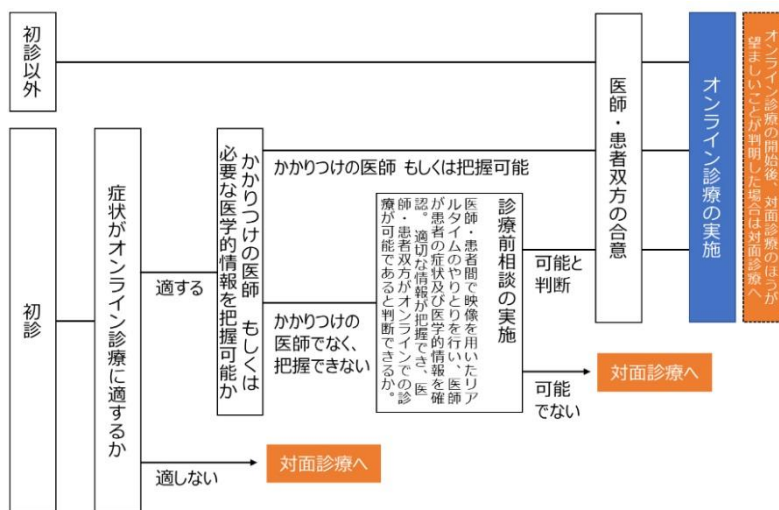 初診以外
初診
症状がオンライン診療に適するか
適する
適しない
対面診療へ
かかりつけの医師　もしくは
必要な医学的情報を把握可能か
かかりつけの医師 もしくは把握可能
かかりつけの
医師でなく、
把握できない
診療前相談の実施
医師・患者間で映像を用いたリア
ルタイムのやりとりを行い、医師
が患者の症状及び医学的情報を確
認。適切な情報が把握でき、医
師・患者双方がオンラインでの診
療が可能であると判断できるか。
可能と
判断
可能
でない
対面診療へ
医師・患者双方の合意
オンライン診療の実施
オンライン診療の開始後、対面診療のほうが
望ましいことが判明した場合は対面診療へ